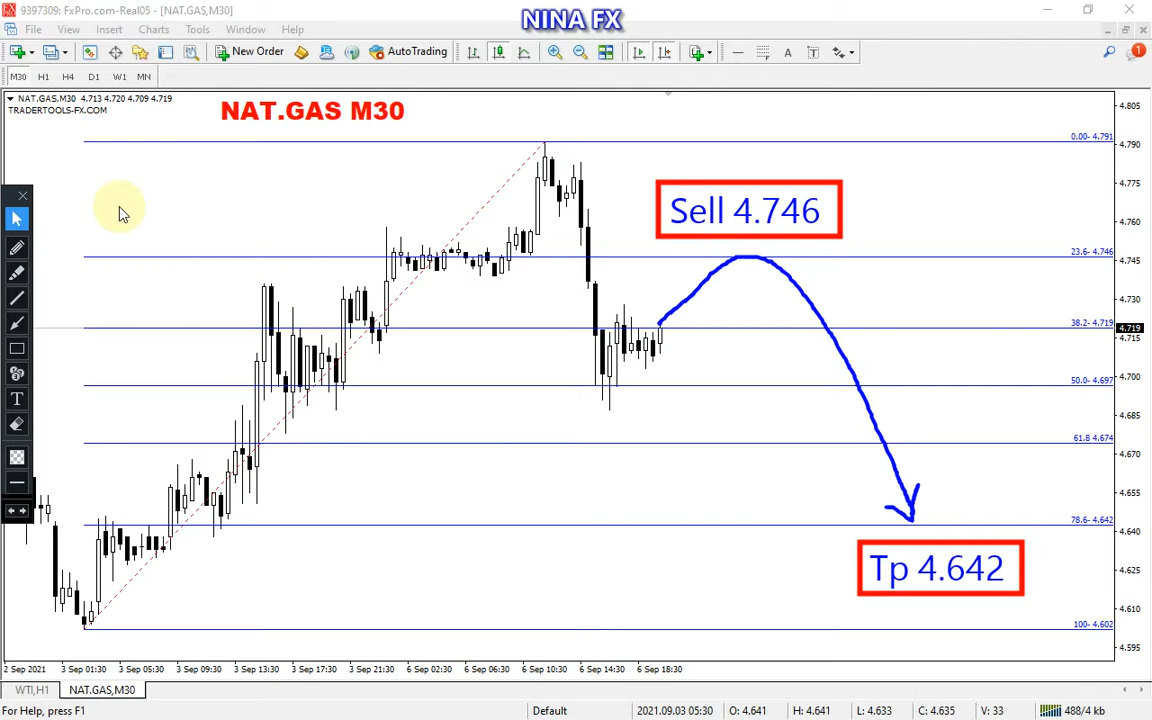 9397309: FxPro.com-Real05 - [NAT.GAS,M30]
NINA FX
File View Insert Charts Tools Window Help
New Order AutoTrading
1
M30 H1 H4 D1 W1 MN
NAT.GAS,M30 4.713 4.720 4.709 4.719
TRADERTOOLS-FX.COM
NAT.GAS M30
4.805
0.00- 4.791
4.790
4.775
Sell 4.746
4.760
23.6- 4.746
4.745
4.730
38.2- 4.719
4.719
4.715
50.0- 4.697
4.700
4.685
61.8 4.674
4.670
4.655
78.6- 4.642
4.640
Tp 4.642
4.625
4.610
100- 4.602
4.595
2 Sep 2021 3 Sep 01:30 3 Sep 05:30 3 Sep 09:30 3 Sep 13:30 3 Sep 17:30 3 Sep 21:30 6 Sep 02:30 6 Sep 06:30 6 Sep 10:30 6 Sep 14:30 6 Sep 18:30
WTI,H1 NAT.GAS,M30
For Help, press F1 Default 2021.09.03 05:30 O: 4.641 H: 4.641 L: 4.633 C: 4.635 V: 33 488/4 kb